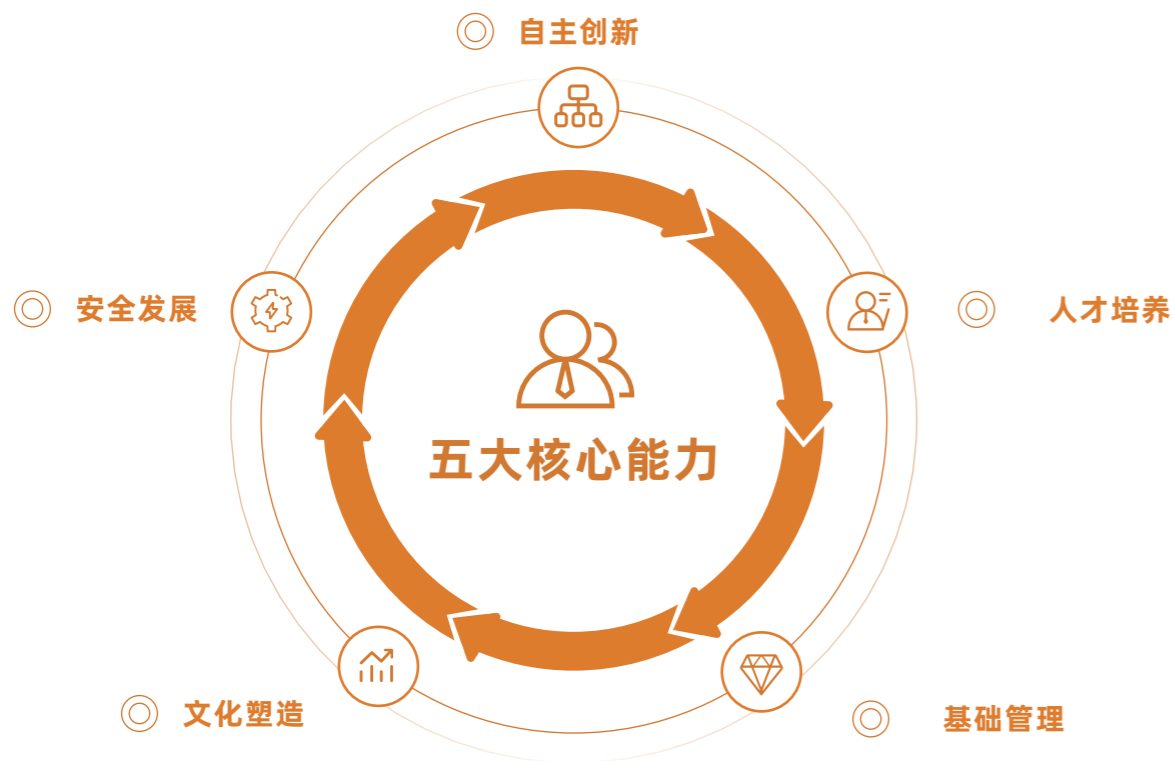 自主创新
安全发展
人才培养
五大核心能力
文化塑造
基础管理